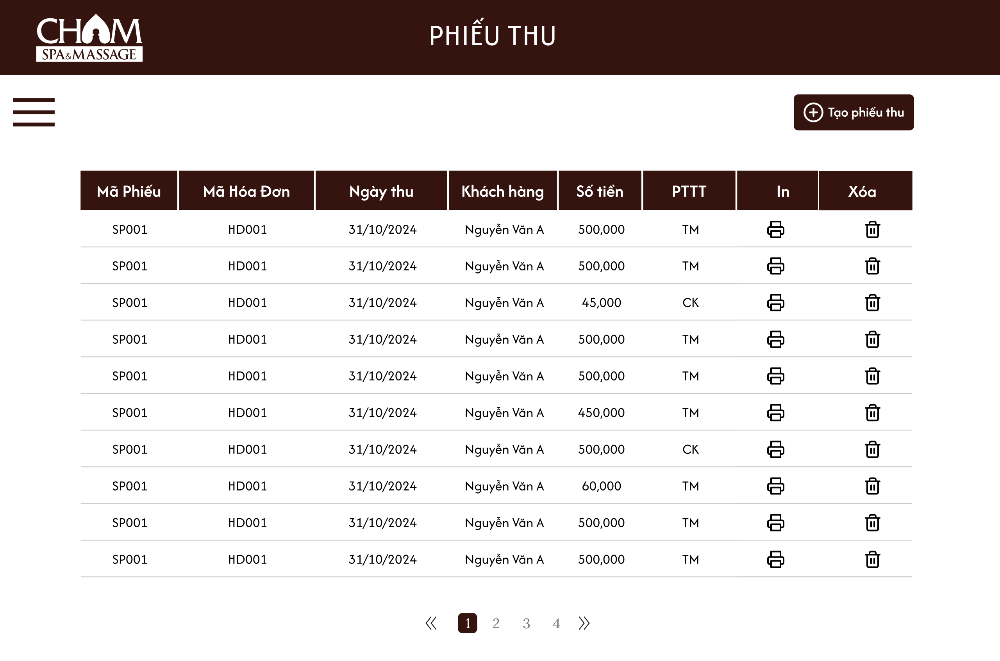 CHAM
SPA&MASSAGE
PHIẾU THU
Tạo phiếu thu
Mã Phiếu Mã Hóa Đơn Ngày thu Khách hàng Số tiền PTTT In Xóa
SP001 HD001 31/10/2024 Nguyễn Văn A 500,000 TM
SP001 HD001 31/10/2024 Nguyễn Văn A 500,000 TM
SP001 HD001 31/10/2024 Nguyễn Văn A 45,000 CK
SP001 HD001 31/10/2024 Nguyễn Văn A 500,000 TM
SP001 HD001 31/10/2024 Nguyễn Văn A 500,000 TM
SP001 HD001 31/10/2024 Nguyễn Văn A 450,000 TM
SP001 HD001 31/10/2024 Nguyễn Văn A 500,000 CK
SP001 HD001 31/10/2024 Nguyễn Văn A 60,000 TM
SP001 HD001 31/10/2024 Nguyễn Văn A 500,000 TM
SP001 HD001 31/10/2024 Nguyễn Văn A 500,000 TM
1 2 3 4